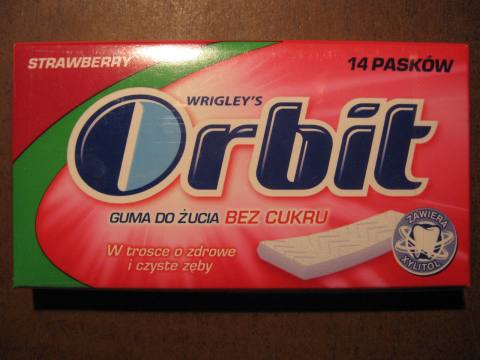 STRAWBERRY
14 PASKÓW
WRIGLEY'S
Orbit
GUMA DO ŻUCIA BEZ CUKRU
W trosce o zdrowe
i czyste zęby
ZAWIERA
XYLITOL